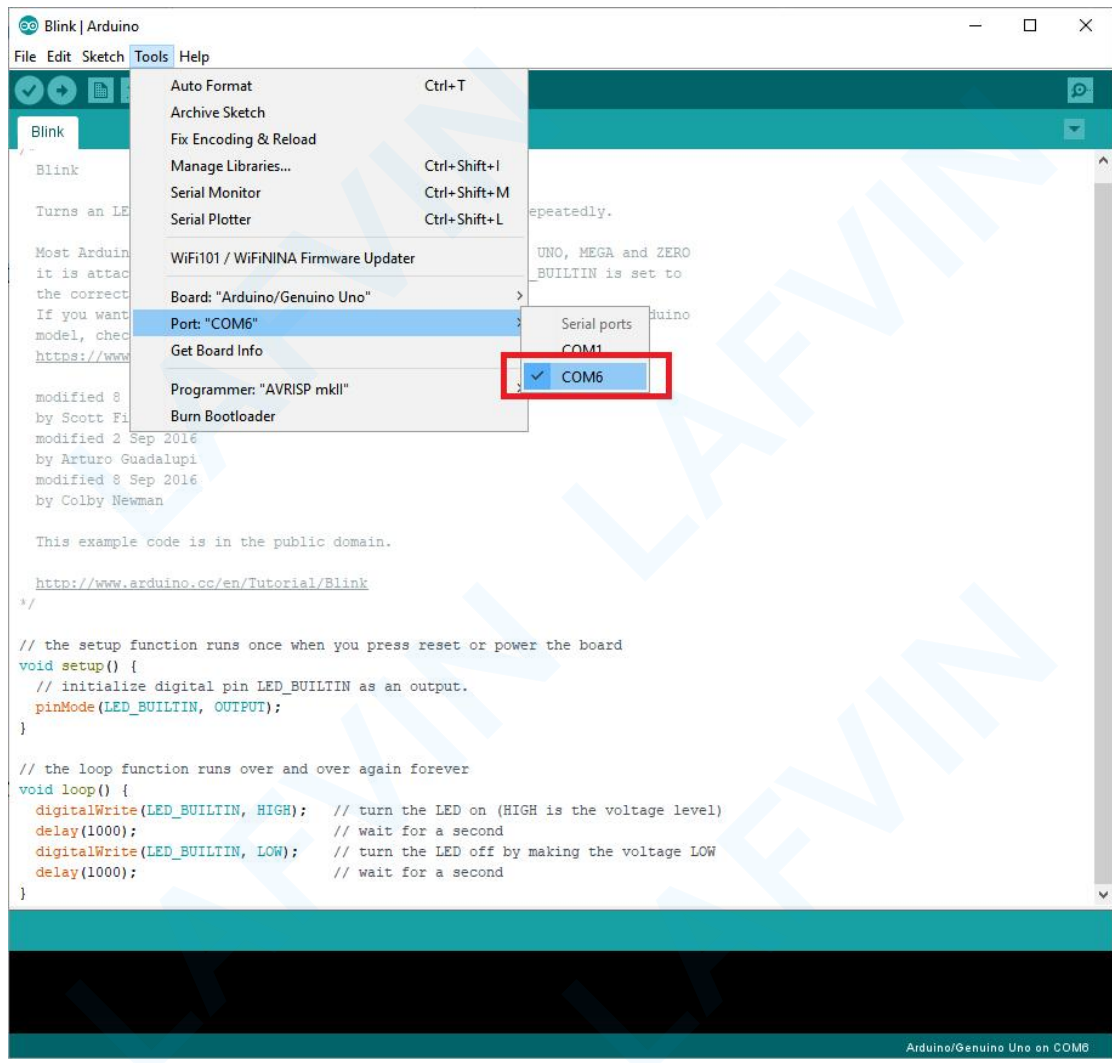 Blink | Arduino
File Edit Sketch Tools Help
Auto Format Ctrl+T
Archive Sketch
Fix Encoding & Reload
Manage Libraries... Ctrl+Shift+I
Serial Monitor Ctrl+Shift+M
Serial Plotter Ctrl+Shift+L
WiFi101 / WiFiNINA Firmware Updater
Board: "Arduino/Genuino Uno"
Port: "COM6"
Get Board Info
Programmer: "AVRISP mkII"
Burn Bootloader
Serial ports
COM1
COM6
Blink
/*
Blink
Turns an LE epeatedly.
Most Arduin UNO, MEGA and ZERO
it is attac _BUILTIN is set to
the correct
If you want duino
model, chec
https://www
modified 8
by Scott Fi
modified 2 Sep 2016
by Arturo Guadalupi
modified 8 Sep 2016
by Colby Newman
This example code is in the public domain.
http://www.arduino.cc/en/Tutorial/Blink
*/
// the setup function runs once when you press reset or power the board
void setup() {
// initialize digital pin LED_BUILTIN as an output.
pinMode(LED_BUILTIN, OUTPUT);
}
// the loop function runs over and over again forever
void loop() {
digitalWrite(LED_BUILTIN, HIGH); // turn the LED on (HIGH is the voltage level)
delay(1000); // wait for a second
digitalWrite(LED_BUILTIN, LOW); // turn the LED off by making the voltage LOW
delay(1000); // wait for a second
}
Arduino/Genuino Uno on COM6
LAFVIN
LAFVIN
LAFVIN
LAFVIN
LAFVIN
LAFVIN